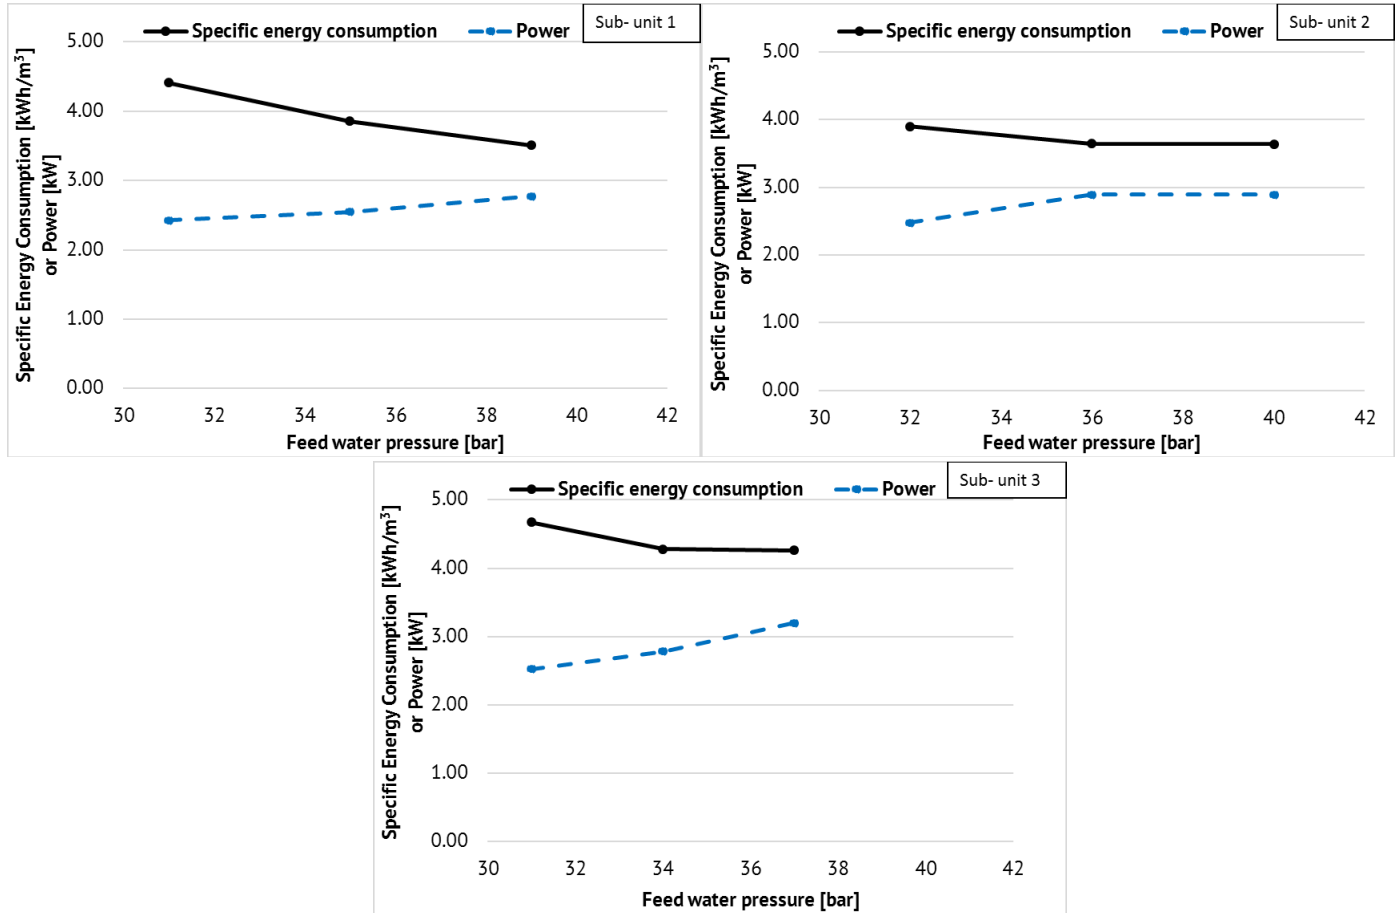 Sub- unit 1
Specific energy consumption
Power
5.00
4.00
3.00
2.00
1.00
0.00
Specific Energy Consumption [kWh/m³]
or Power [kW]
30 32 34 36 38 40 42
Feed water pressure [bar]
Sub- unit 2
Specific energy consumption
Power
5.00
4.00
3.00
2.00
1.00
0.00
Specific Energy Consumption [kWh/m³]
or Power [kW]
30 32 34 36 38 40 42
Feed water pressure [bar]
Sub- unit 3
Specific energy consumption
Power
5.00
4.00
3.00
2.00
1.00
0.00
Specific Energy Consumption [kWh/m³]
or Power [kW]
30 32 34 36 38 40 42
Feed water pressure [bar]